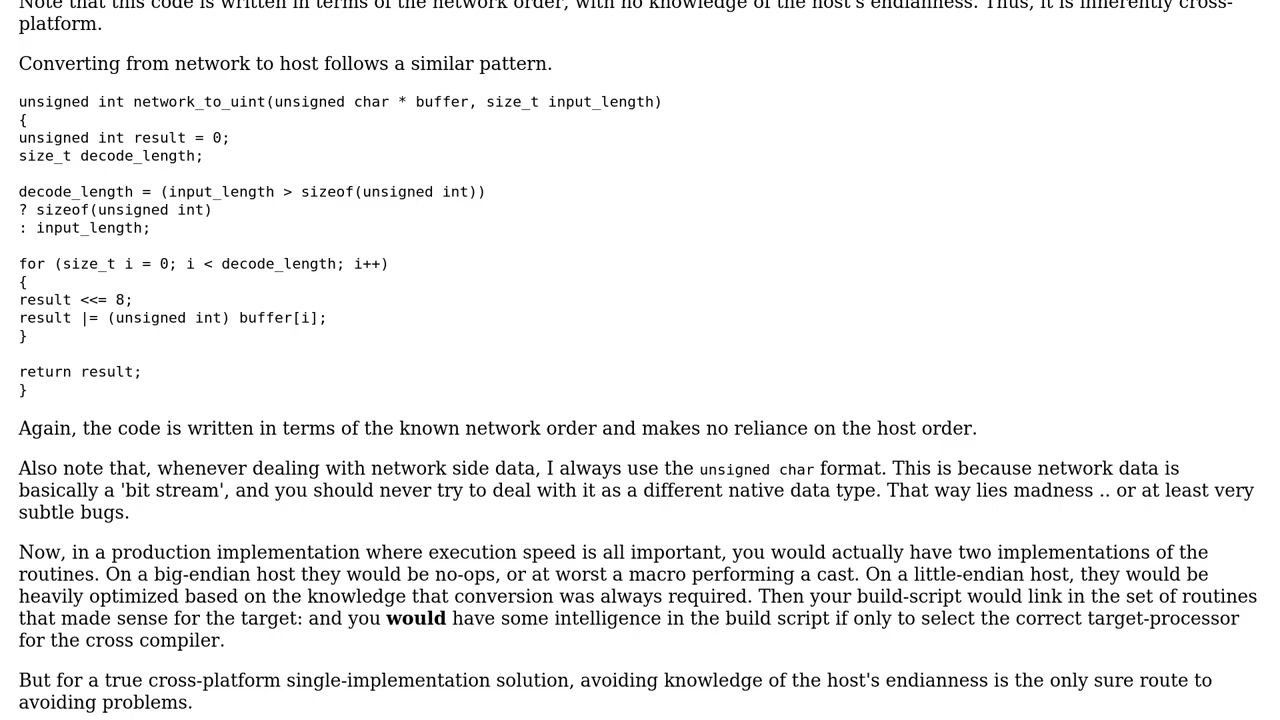 Note that this code is written in terms of the network order, with no knowledge of the host's endianness. Thus, it is inherently cross-
platform.
Converting from network to host follows a similar pattern.
unsigned int network_to_uint(unsigned char * buffer, size_t input_length)
{
unsigned int result = 0;
size_t decode_length;
decode_length = (input_length > sizeof(unsigned int))
? sizeof(unsigned int)
: input_length;
for (size_t i = 0; i < decode_length; i++)
{
result <<= 8;
result |= (unsigned int) buffer[i];
}
return result;
}
Again, the code is written in terms of the known network order and makes no reliance on the host order.
Also note that, whenever dealing with network side data, I always use the unsigned char format. This is because network data is
basically a 'bit stream', and you should never try to deal with it as a different native data type. That way lies madness .. or at least very
subtle bugs.
Now, in a production implementation where execution speed is all important, you would actually have two implementations of the
routines. On a big-endian host they would be no-ops, or at worst a macro performing a cast. On a little-endian host, they would be
heavily optimized based on the knowledge that conversion was always required. Then your build-script would link in the set of routines
that made sense for the target: and you would have some intelligence in the build script if only to select the correct target-processor
for the cross compiler.
But for a true cross-platform single-implementation solution, avoiding knowledge of the host's endianness is the only sure route to
avoiding problems.